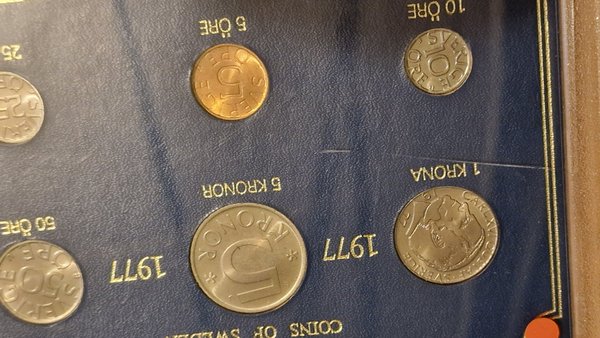 COINS OF SWEDEN
1977
1977
5
KRONOR
50
ÖRE
1 KRONA
5 KRONOR
50 ÖRE
SVERIGE
10
ÖRE
SVERIGE
5
ÖRE
10 ÖRE
5 ÖRE
25